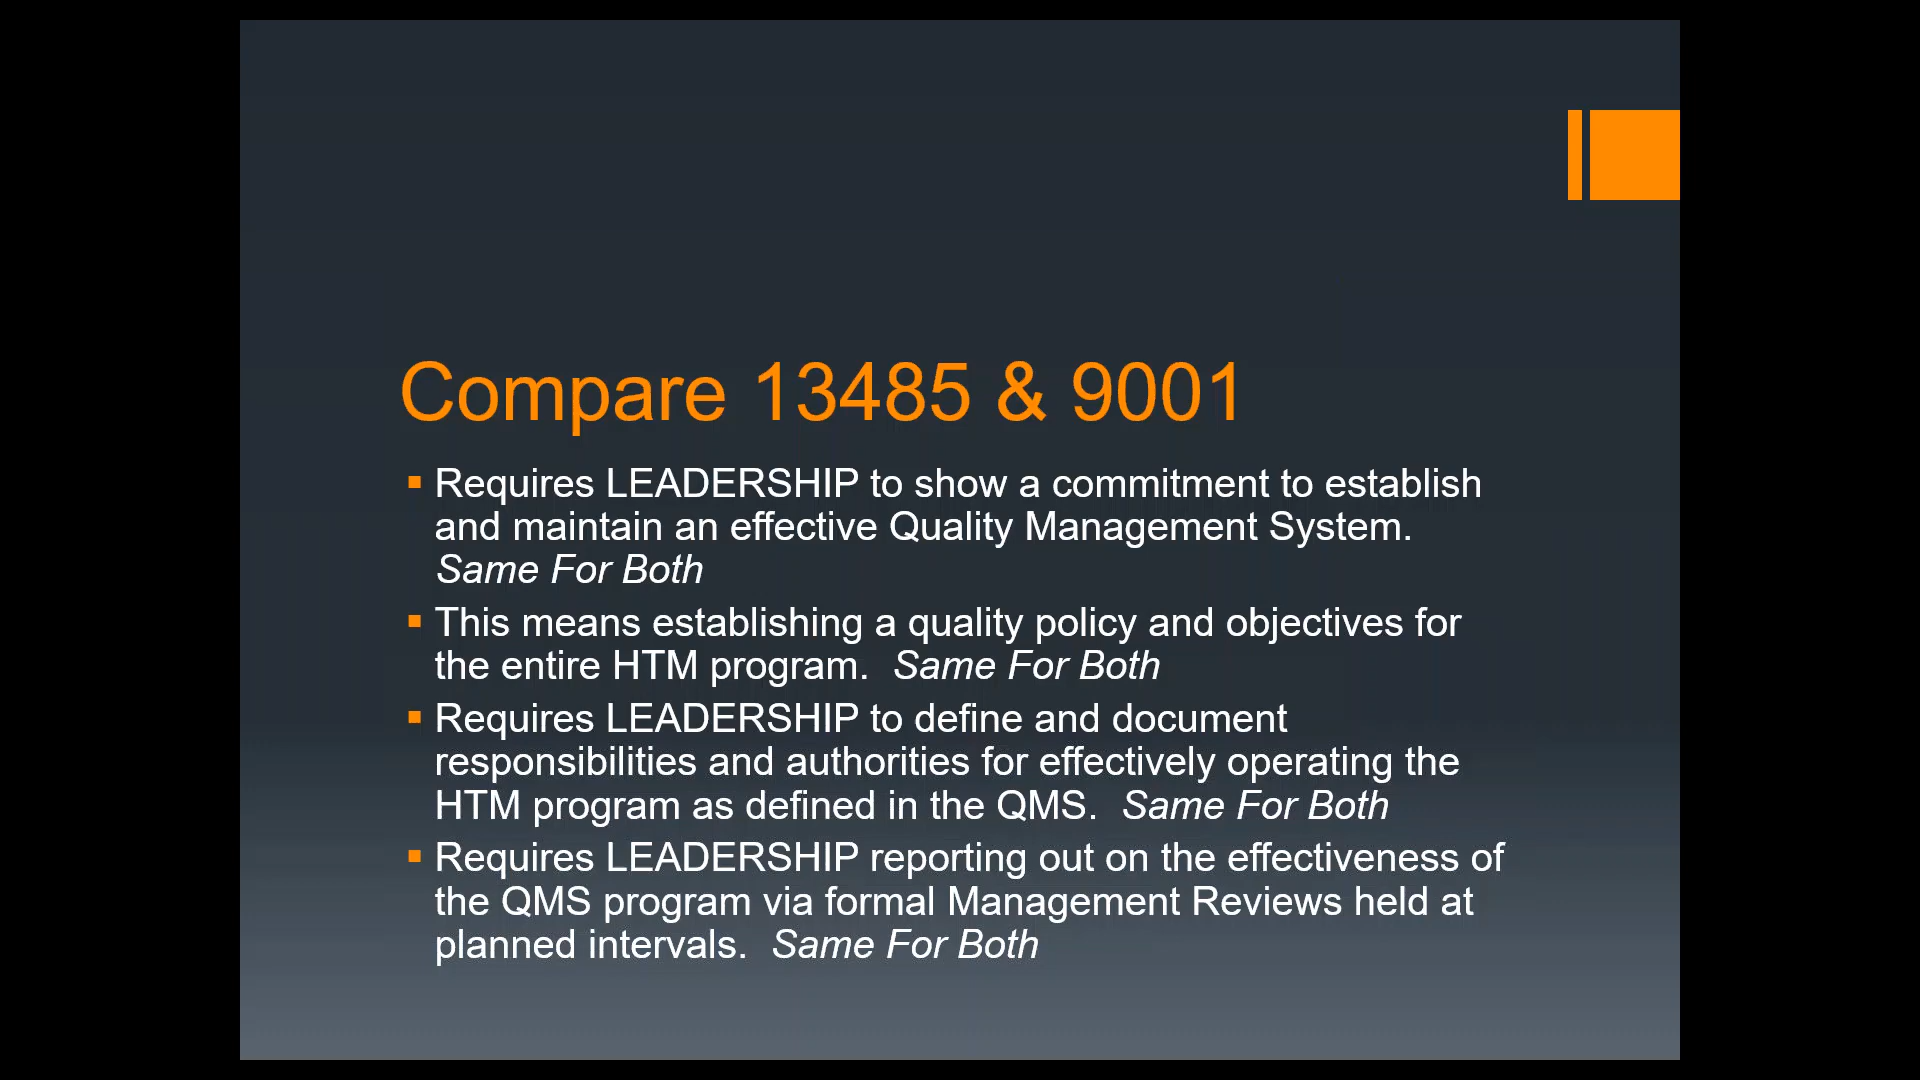 Compare 13485 & 9001
▪ Requires LEADERSHIP to show a commitment to establish
and maintain an effective Quality Management System.
Same For Both
▪ This means establishing a quality policy and objectives for
the entire HTM program.  Same For Both
▪ Requires LEADERSHIP to define and document
responsibilities and authorities for effectively operating the
HTM program as defined in the QMS.  Same For Both
▪ Requires LEADERSHIP reporting out on the effectiveness of
the QMS program via formal Management Reviews held at
planned intervals.  Same For Both